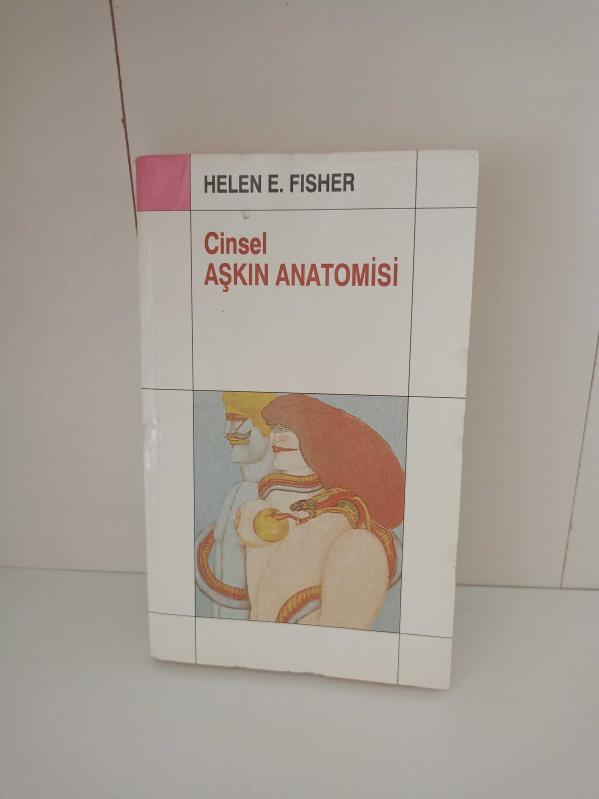 HELEN E. FISHER
Cinsel
AŞKIN ANATOMİSİ